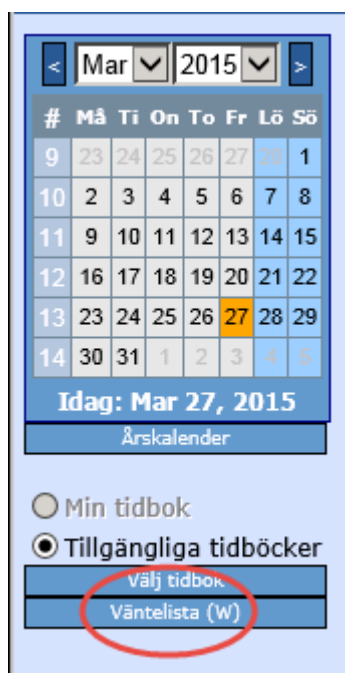 < Mar 2015 >
# Må Ti On To Fr Lö Sö
9 23 24 25 26 27 28 1
10 2 3 4 5 6 7 8
11 9 10 11 12 13 14 15
12 16 17 18 19 20 21 22
13 23 24 25 26 27 28 29
14 30 31 1 2 3 4 5
Idag: Mar 27, 2015
Årskalender
Min tidbok
Tillgängliga tidböcker
Välj tidbok
Väntelista (W)